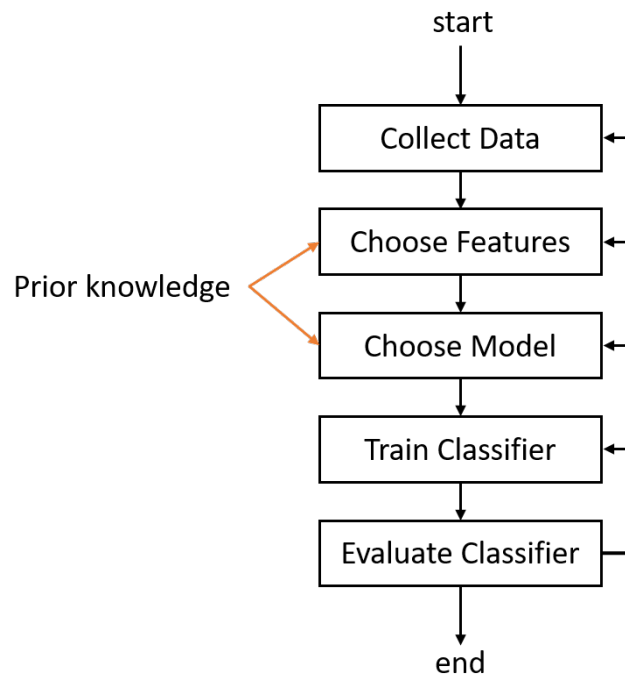 start
Collect Data
Choose Features
Prior knowledge
Choose Model
Train Classifier
Evaluate Classifier
end